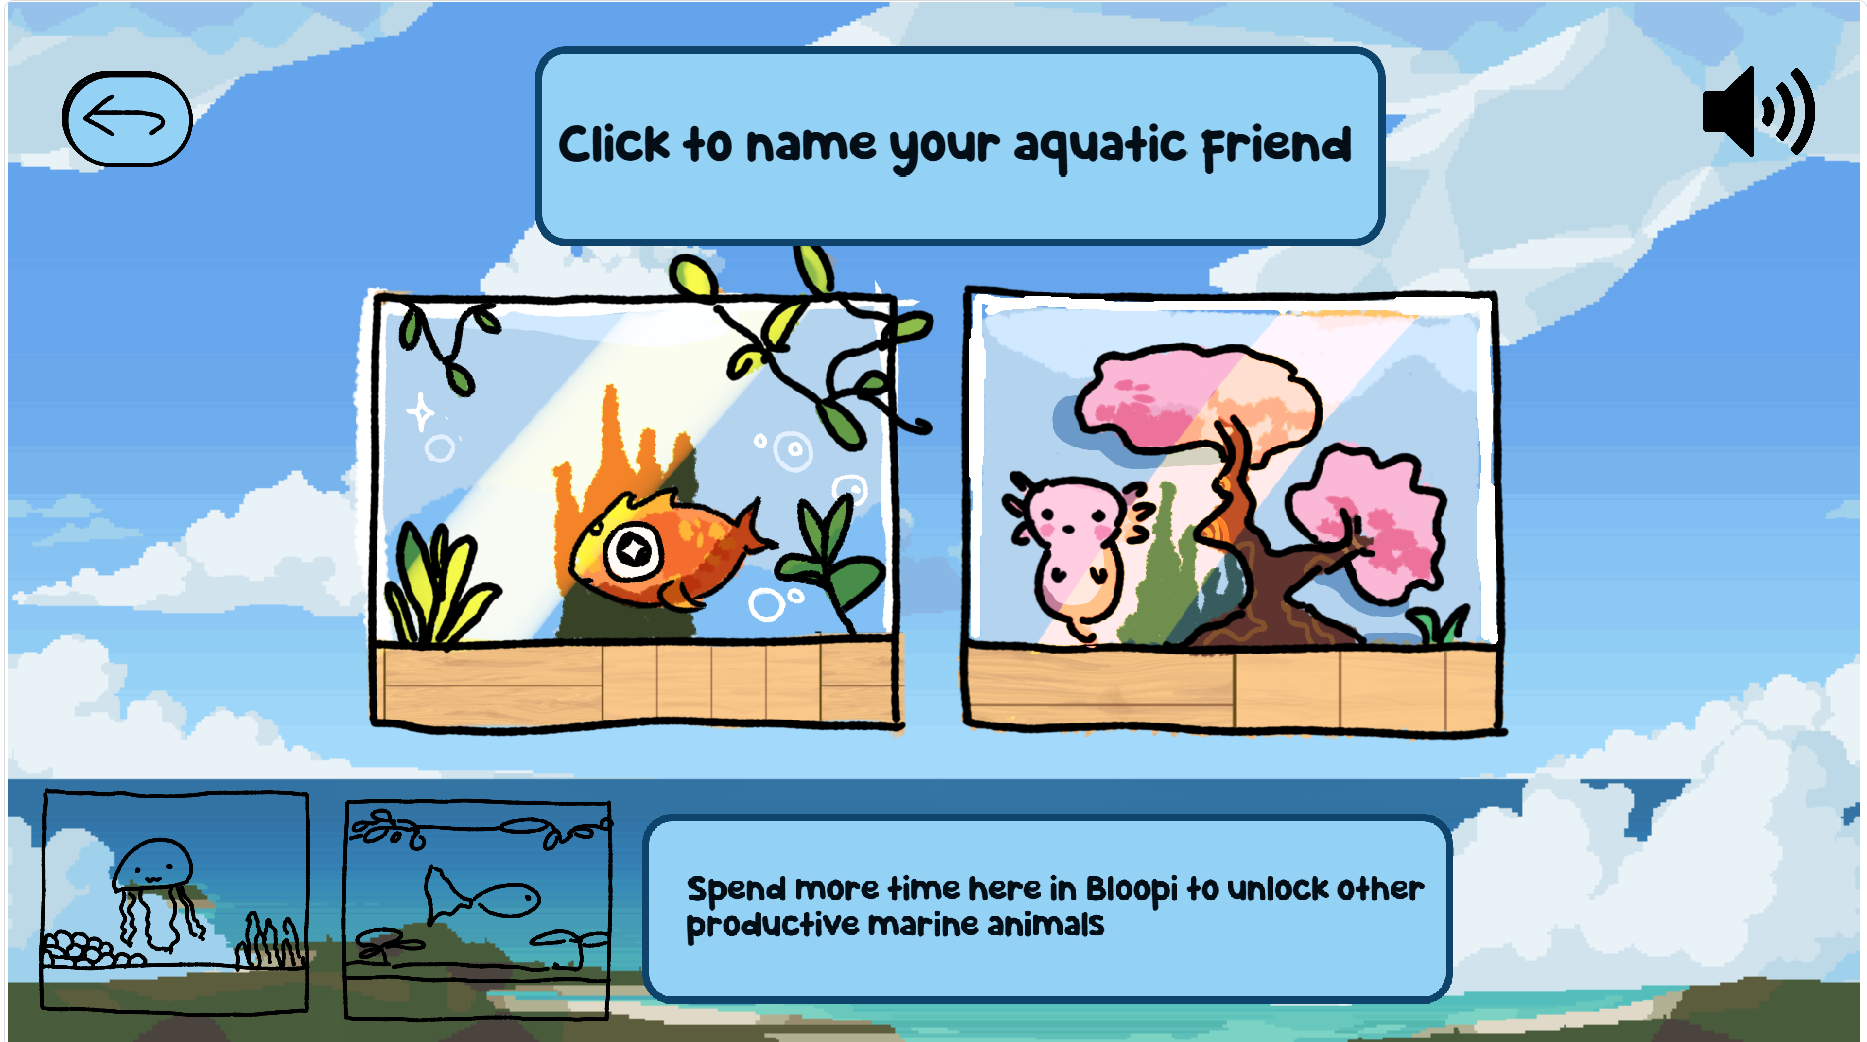 Click to name your aquatic Friend
Spend more time here in Bloopi to unlock other
productive marine animals